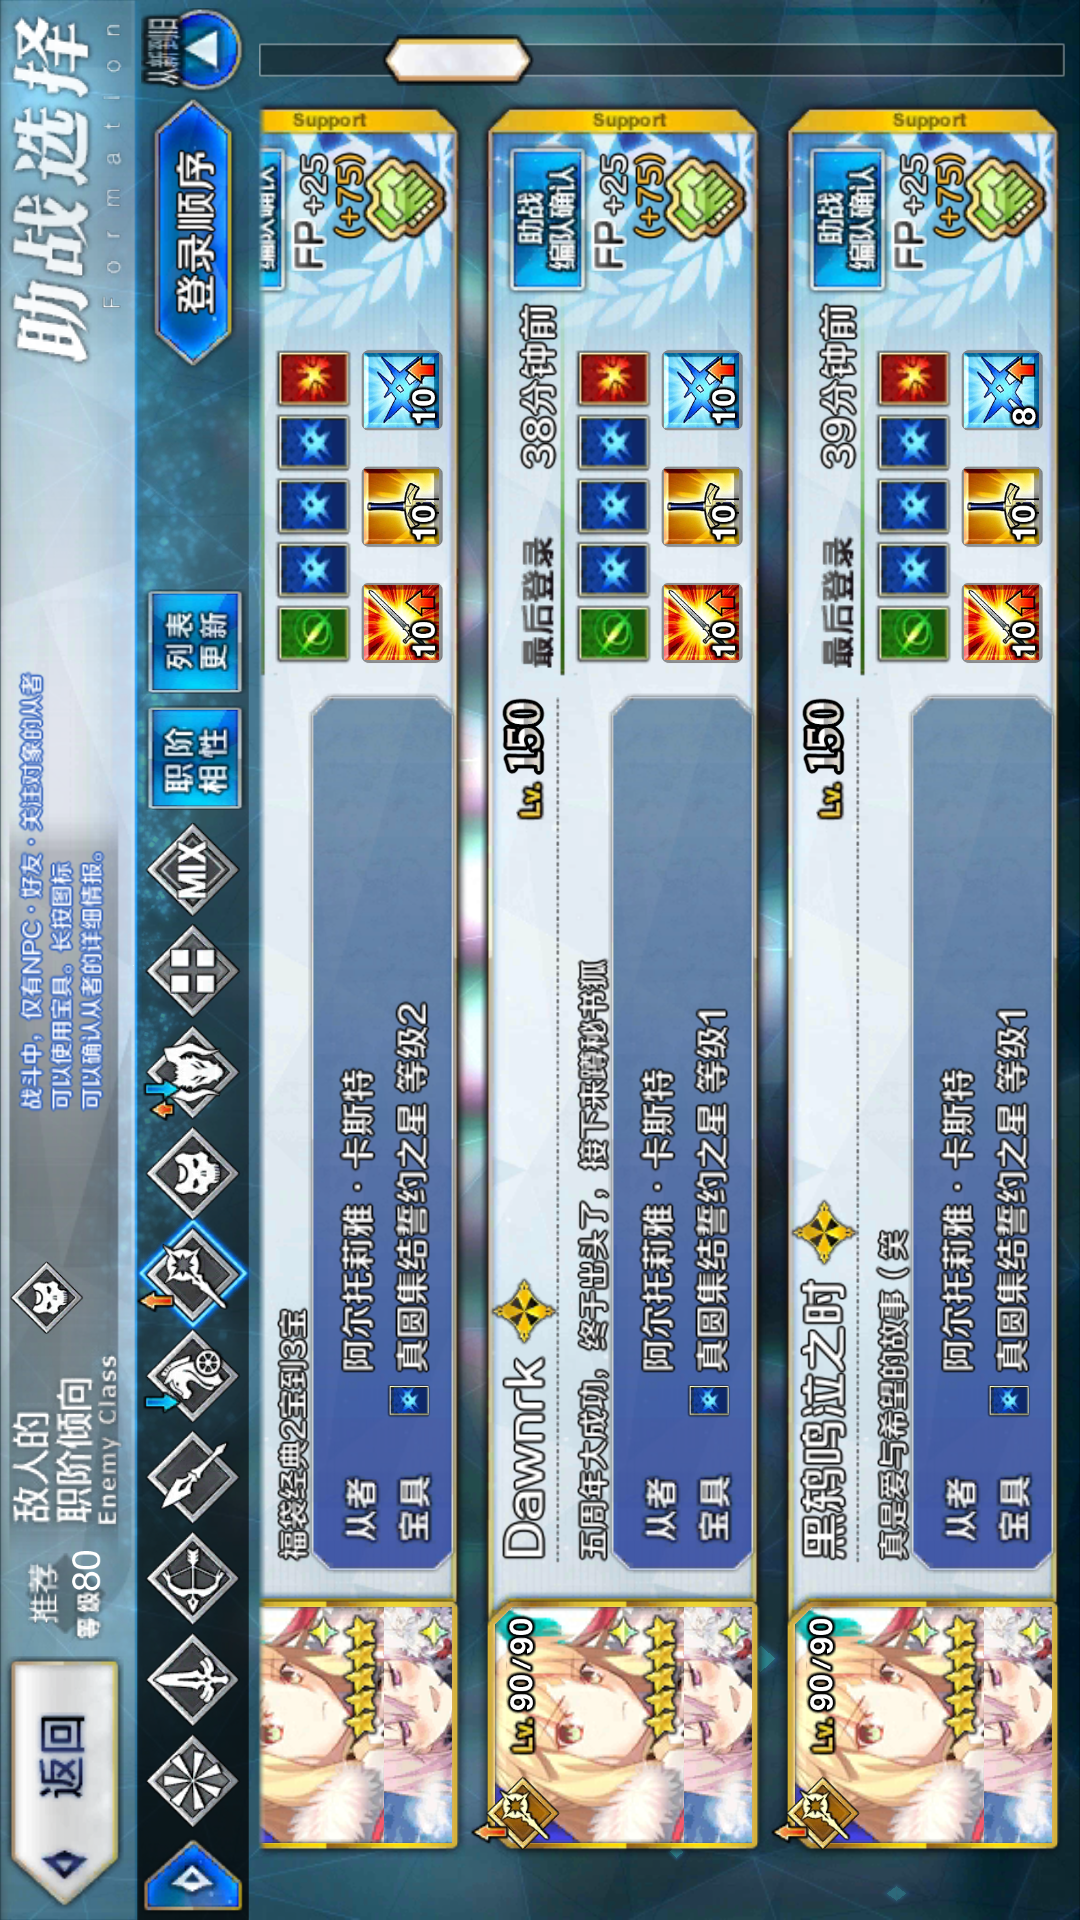 返回
推荐
等级80
敌人的
职阶倾向
Enemy Class
战斗中，仅有NPC·好友·关注对象的从者
可以使用宝具。长按图标
可以确认从者的详细情报。
助战选择
Formation
MIX
职阶
相性
列表
更新
登录顺序
从新到旧
福袋经典2宝到3宝
从者 阿尔托莉雅·卡斯特
宝具 真圆集结誓约之星 等级2
10
10
10
编队确认
FP+25
(+75)
Support
Lv.90/90
Dawnrk
Lv.150
五周年大成功，终于出头了，接下来蹲秘书狐
从者 阿尔托莉雅·卡斯特
宝具 真圆集结誓约之星 等级1
最后登录 38分钟前
10
10
10
助战
编队确认
FP+25
(+75)
Support
Lv.90/90
黑鸦鸣泣之时
Lv.150
真是爱与希望的故事（笑
从者 阿尔托莉雅·卡斯特
宝具 真圆集结誓约之星 等级1
最后登录 39分钟前
10
10
8
助战
编队确认
FP+25
(+75)
Support